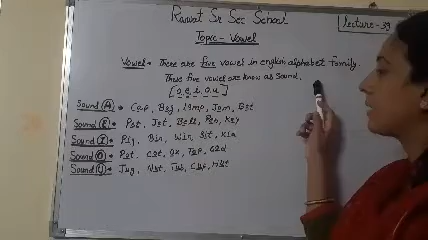 Rawat Sr Sec School
Lecture-39
Topic- Vowel
Vowel → There are five vowel in english alphabet family.
These five vowel are know as sound.
[a, e, i, o, u]
Sound (A) → Cap, Bag, lamp, Jam, Bat
Sound (E) → Pet, Jet, Bell, Pen, Key
Sound (I) → Pig, Bin, Win, Sit, Kin
Sound (O) → Pot, Cot, Ox, Top
Sound (U) → Jug, Nut, Tub, Cup, Hut